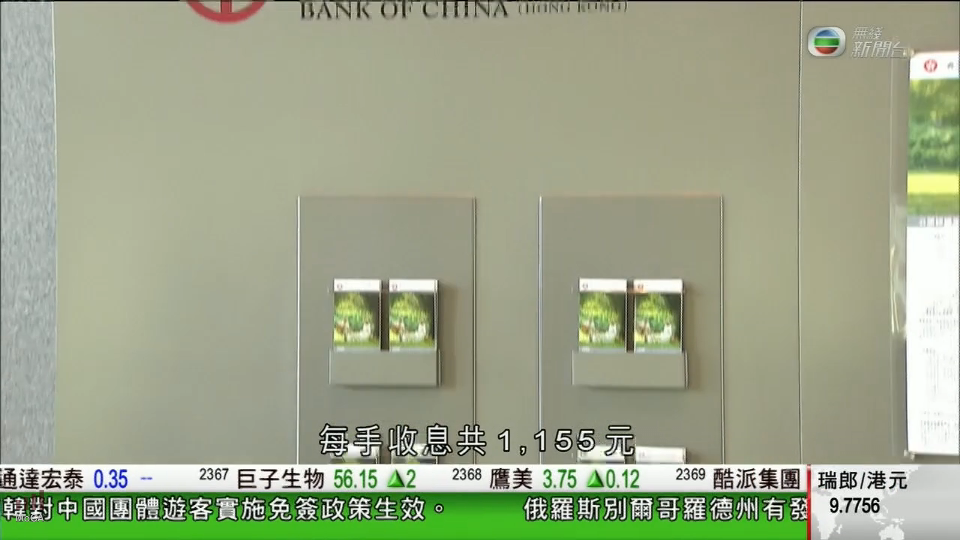 BANK OF CHINA (HONG KONG)
無綫
新聞台
每手收息共1,155元
通達宏泰 0.35 -- 2367 巨子生物 56.15 ▲2 2368 鷹美 3.75 ▲0.12 2369 酷派集團
瑞郎/港元
9.7756
韓對中國團體遊客實施免簽政策生效。 俄羅斯別爾哥羅德州有發